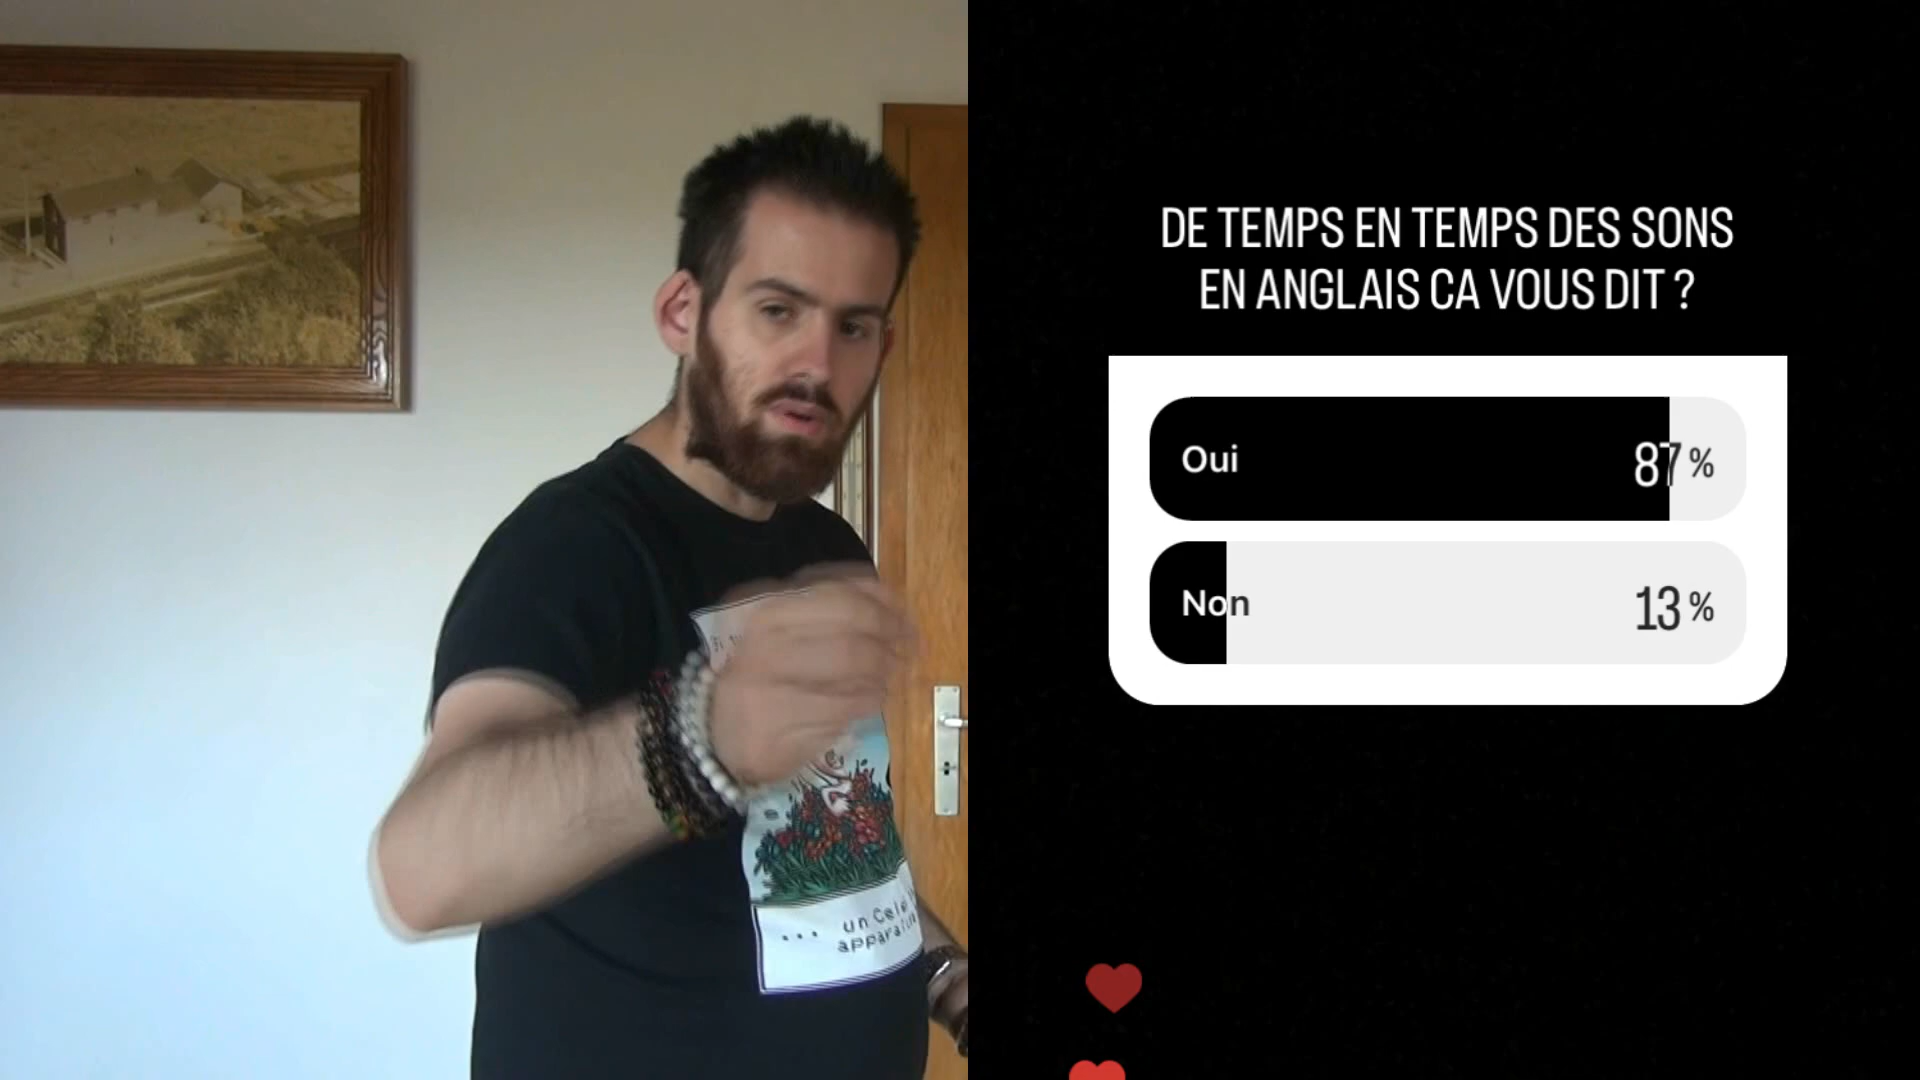 DE TEMPS EN TEMPS DES SONS
EN ANGLAIS CA VOUS DIT ?
Oui
87%
Non
13%
... un